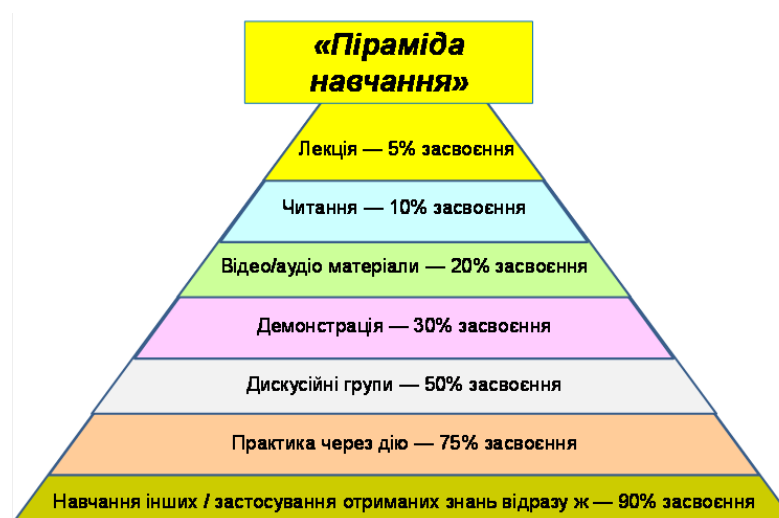 «Піраміда
навчання»
Лекція — 5% засвоєння
Читання — 10% засвоєння
Відео/аудіо матеріали — 20% засвоєння
Демонстрація — 30% засвоєння
Дискусійні групи — 50% засвоєння
Практика через дію — 75% засвоєння
Навчання інших / застосування отриманих знань відразу ж — 90% засвоєння